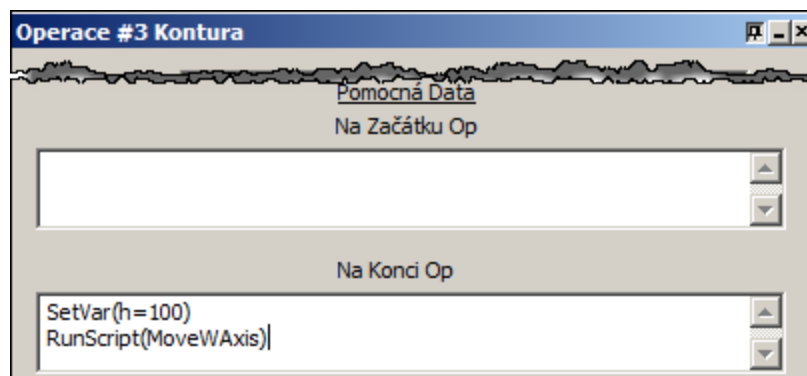 Operace #3 Kontura
Pomocná Data
Na Začátku Op
Na Konci Op
SetVar(h=100)
RunScript(MoveWAxis)